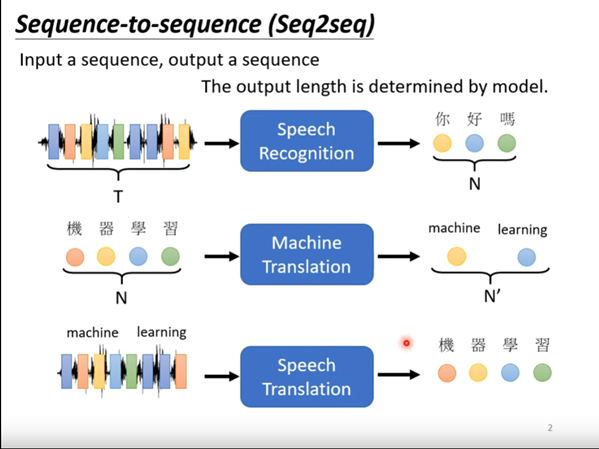 Sequence-to-sequence (Seq2seq)
Input a sequence, output a sequence
The output length is determined by model.
Speech
Recognition
你 好 嗎
T
N
機 器 學 習
Machine
Translation
machine learning
N
N’
machine learning
Speech
Translation
機 器 學 習
2